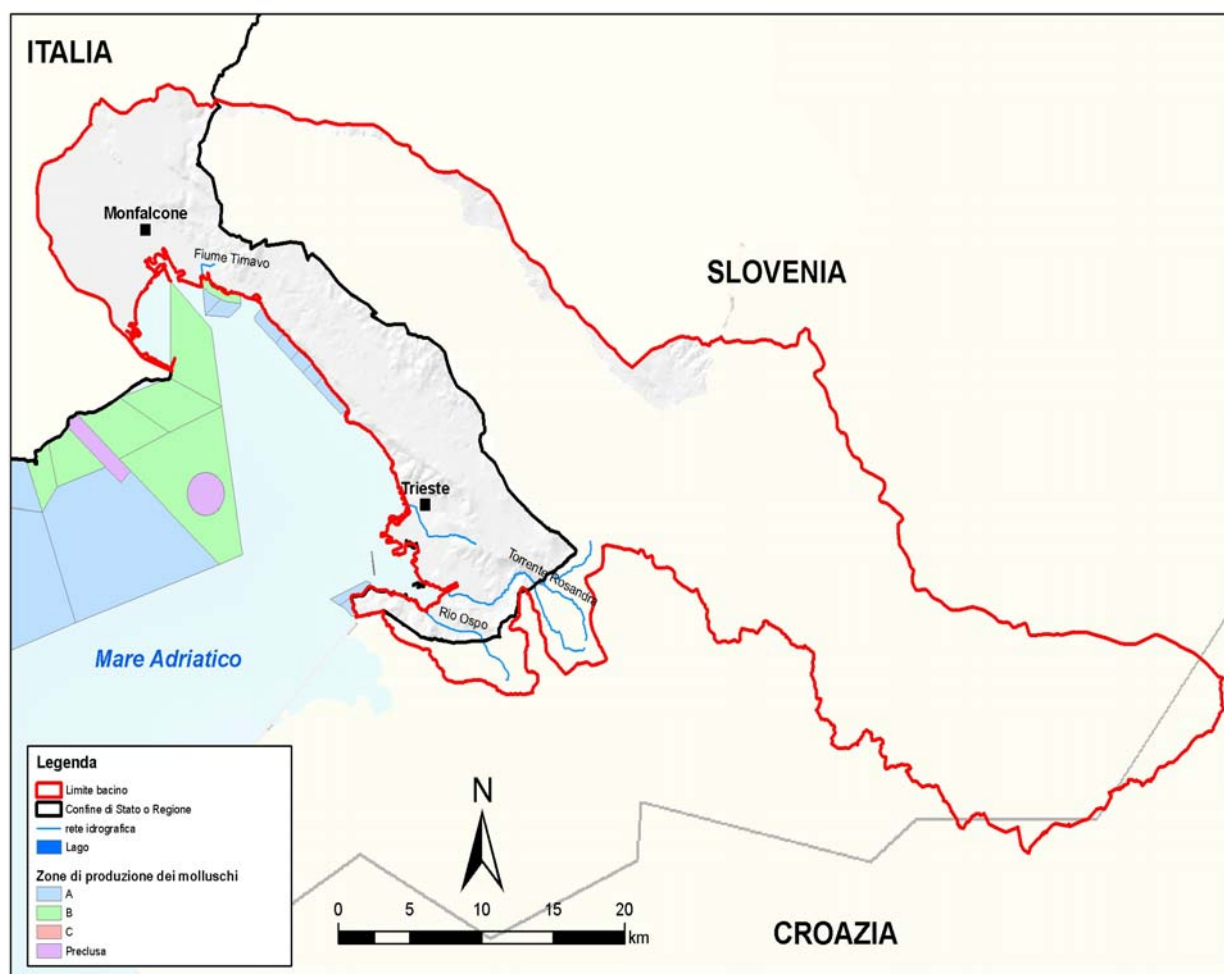 ITALIA
Monfalcone
Fiume Timavo
SLOVENIA
Trieste
Torrente Rosandra
Rio Ospo
Mare Adriatico
Legenda
Limite bacino
Confine di Stato o Regione
rete idrografica
Lago
Zone di produzione dei molluschi
A
B
C
Preclusa
N
0 5 10 15 20
km
CROAZIA